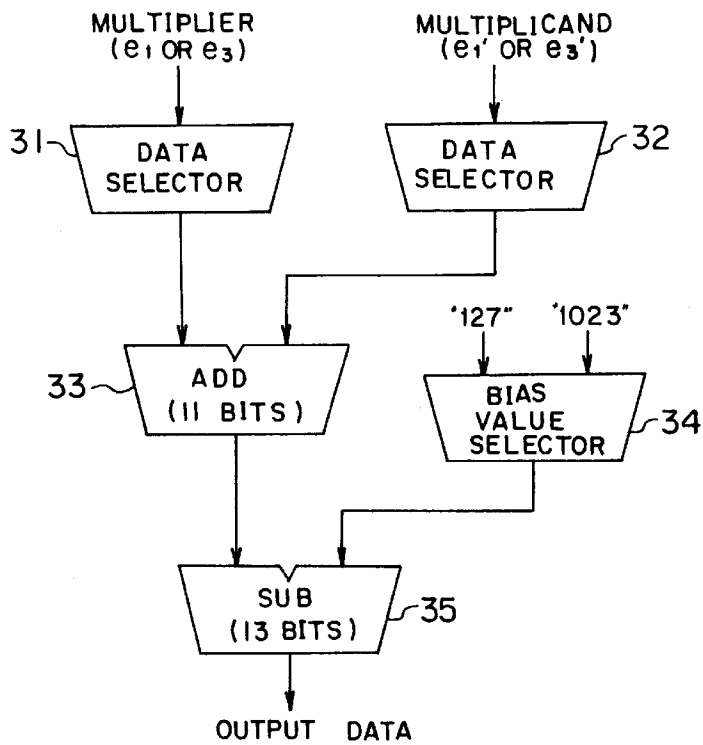 MULTIPLIER
(e1 OR e3)
MULTIPLICAND
(e1' OR e3')
31
DATA
SELECTOR
DATA
SELECTOR
32
"127"
"1023"
33
ADD
(11 BITS)
BIAS
VALUE
SELECTOR
34
SUB
(13 BITS)
35
OUTPUT DATA